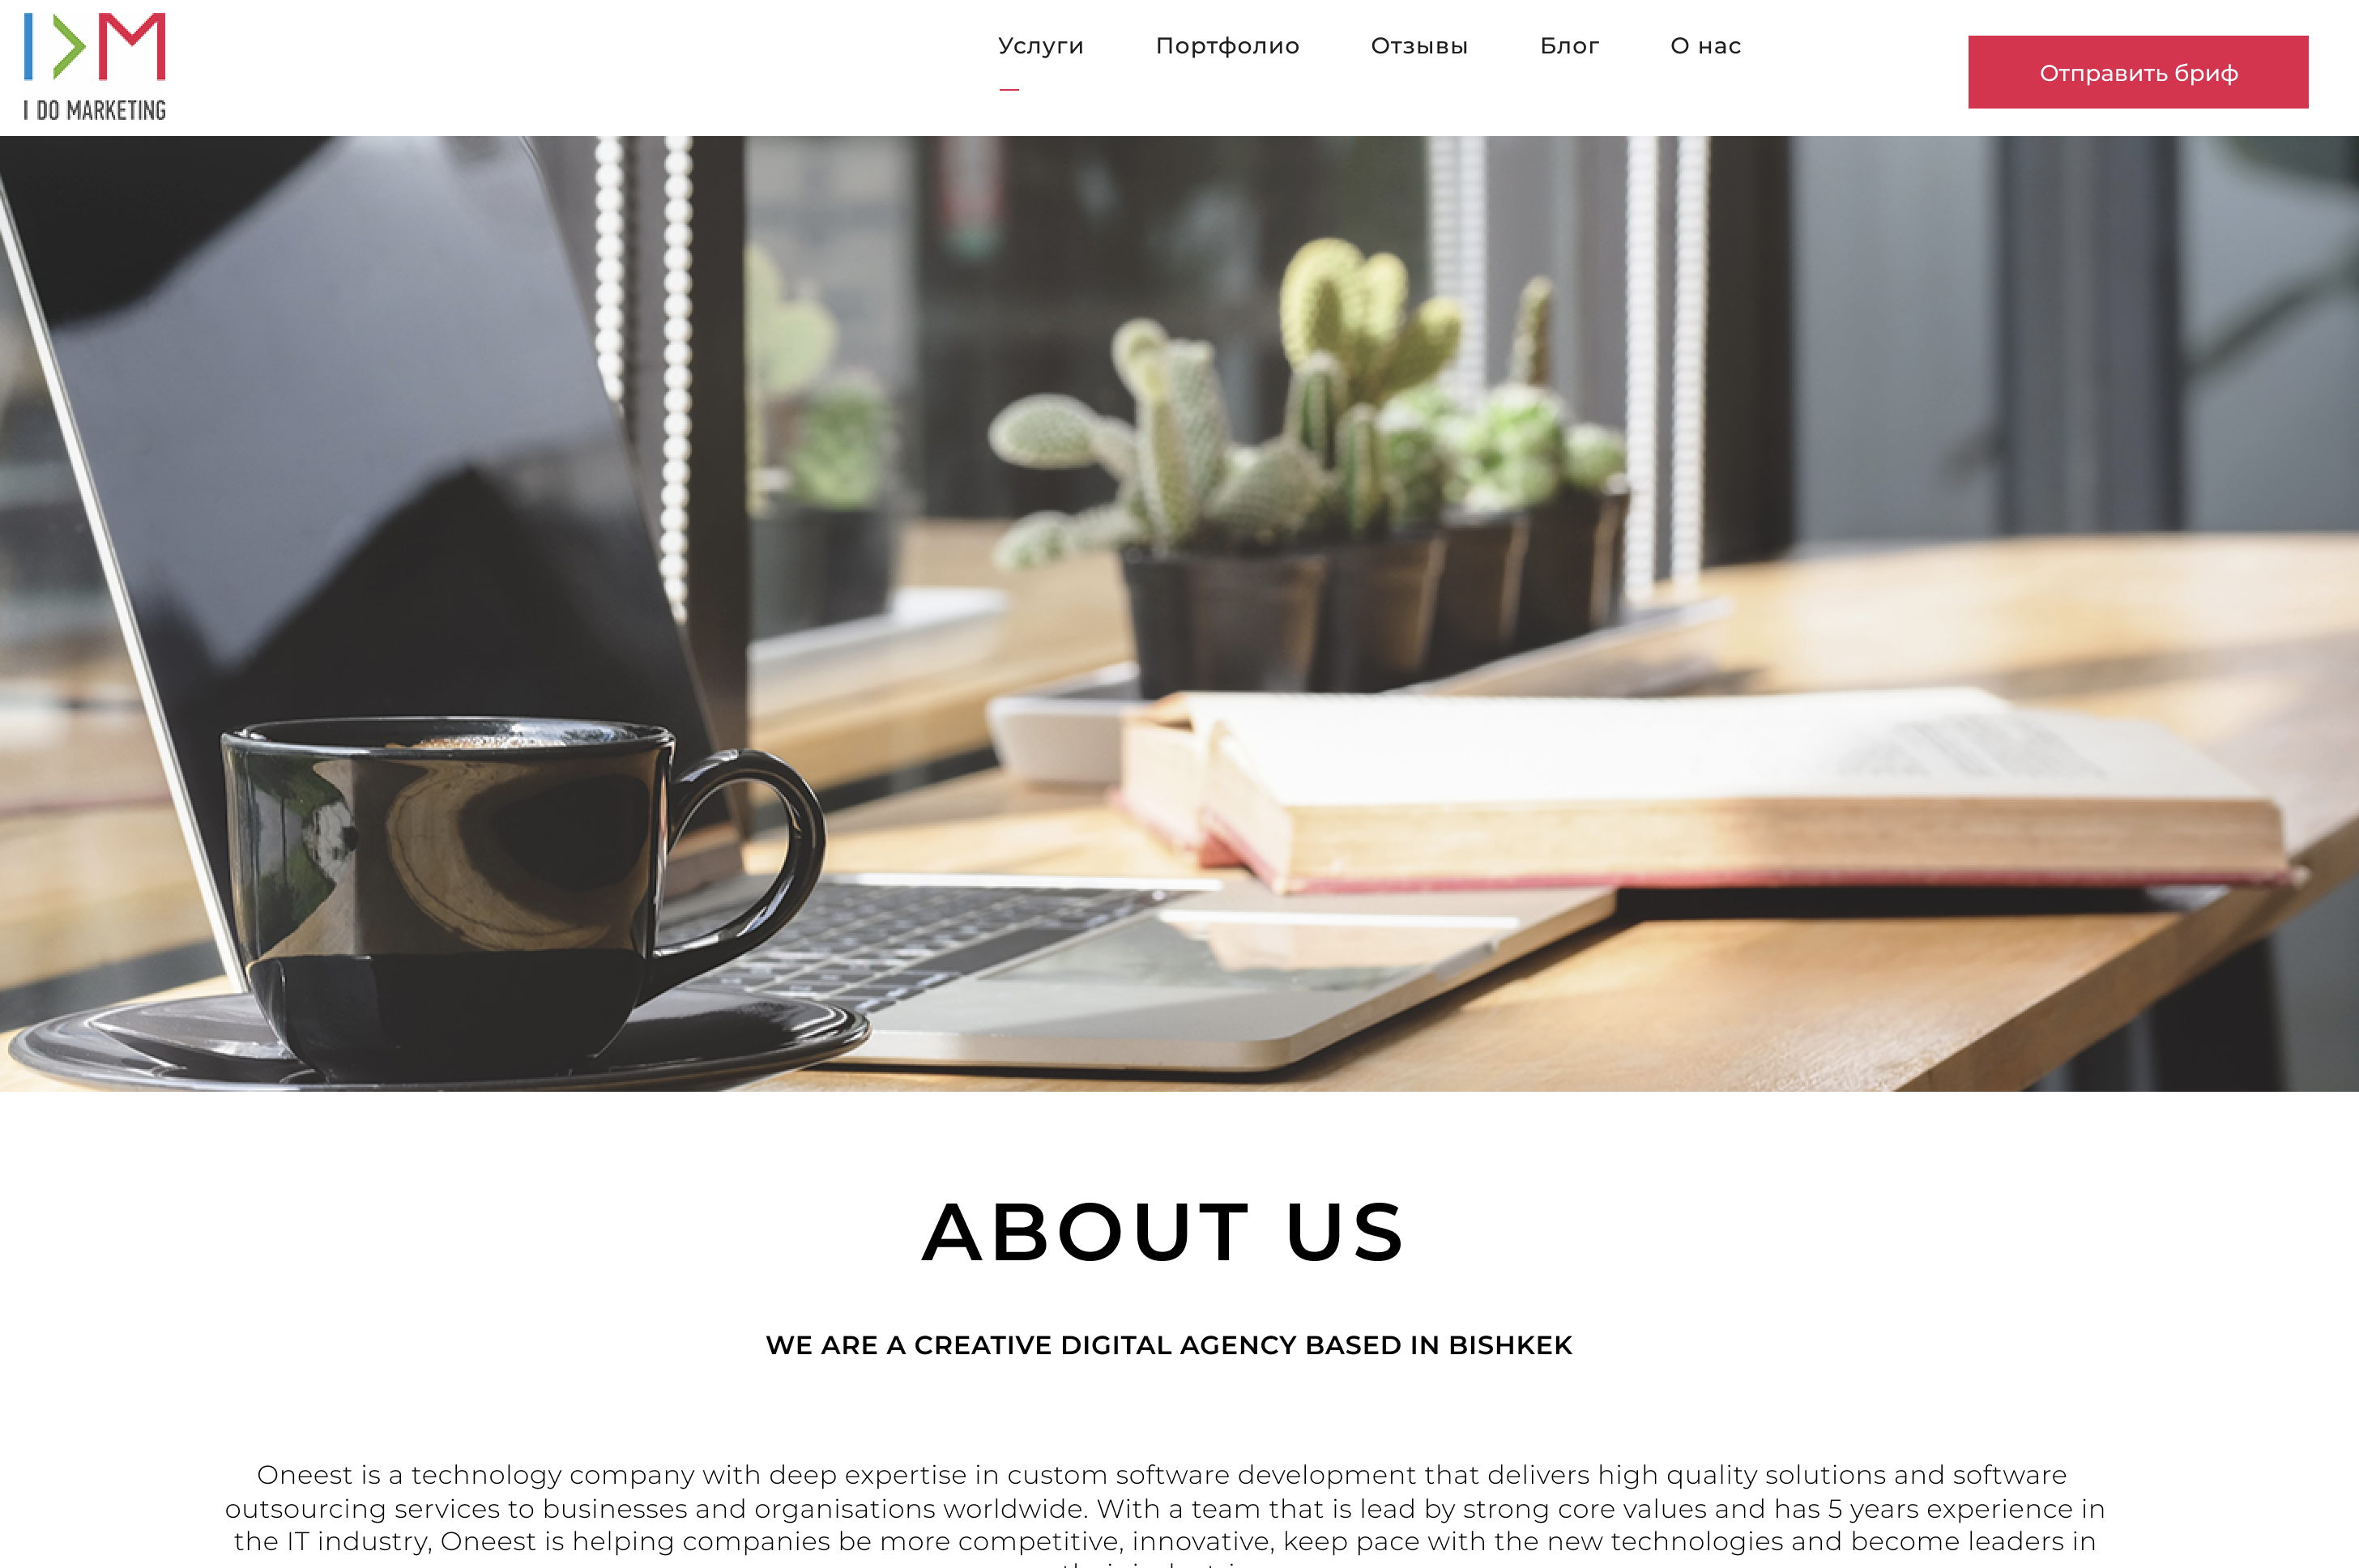 I DO MARKETING
Услуги Портфолио Отзывы Блог О нас
Отправить бриф
ABOUT US
WE ARE A CREATIVE DIGITAL AGENCY BASED IN BISHKEK
Oneest is a technology company with deep expertise in custom software development that delivers high quality solutions and software
outsourcing services to businesses and organisations worldwide. With a team that is lead by strong core values and has 5 years experience in
the IT industry, Oneest is helping companies be more competitive, innovative, keep pace with the new technologies and become leaders in